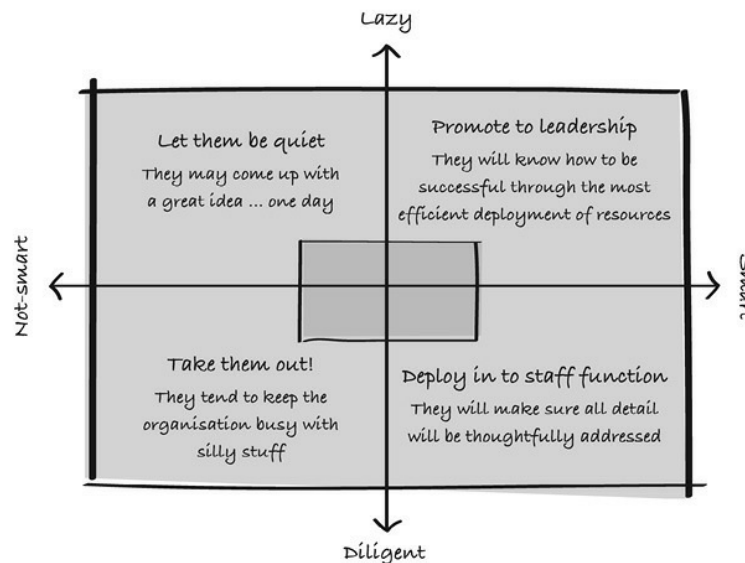 Lazy
Let them be quiet
They may come up with
a great idea ... one day
Promote to leadership
They will know how to be
successful through the most
efficient deployment of resources
Not-smart
Take them out!
They tend to keep the
organisation busy with
silly stuff
Deploy in to staff function
They will make sure all detail
will be thoughtfully addressed
Diligent